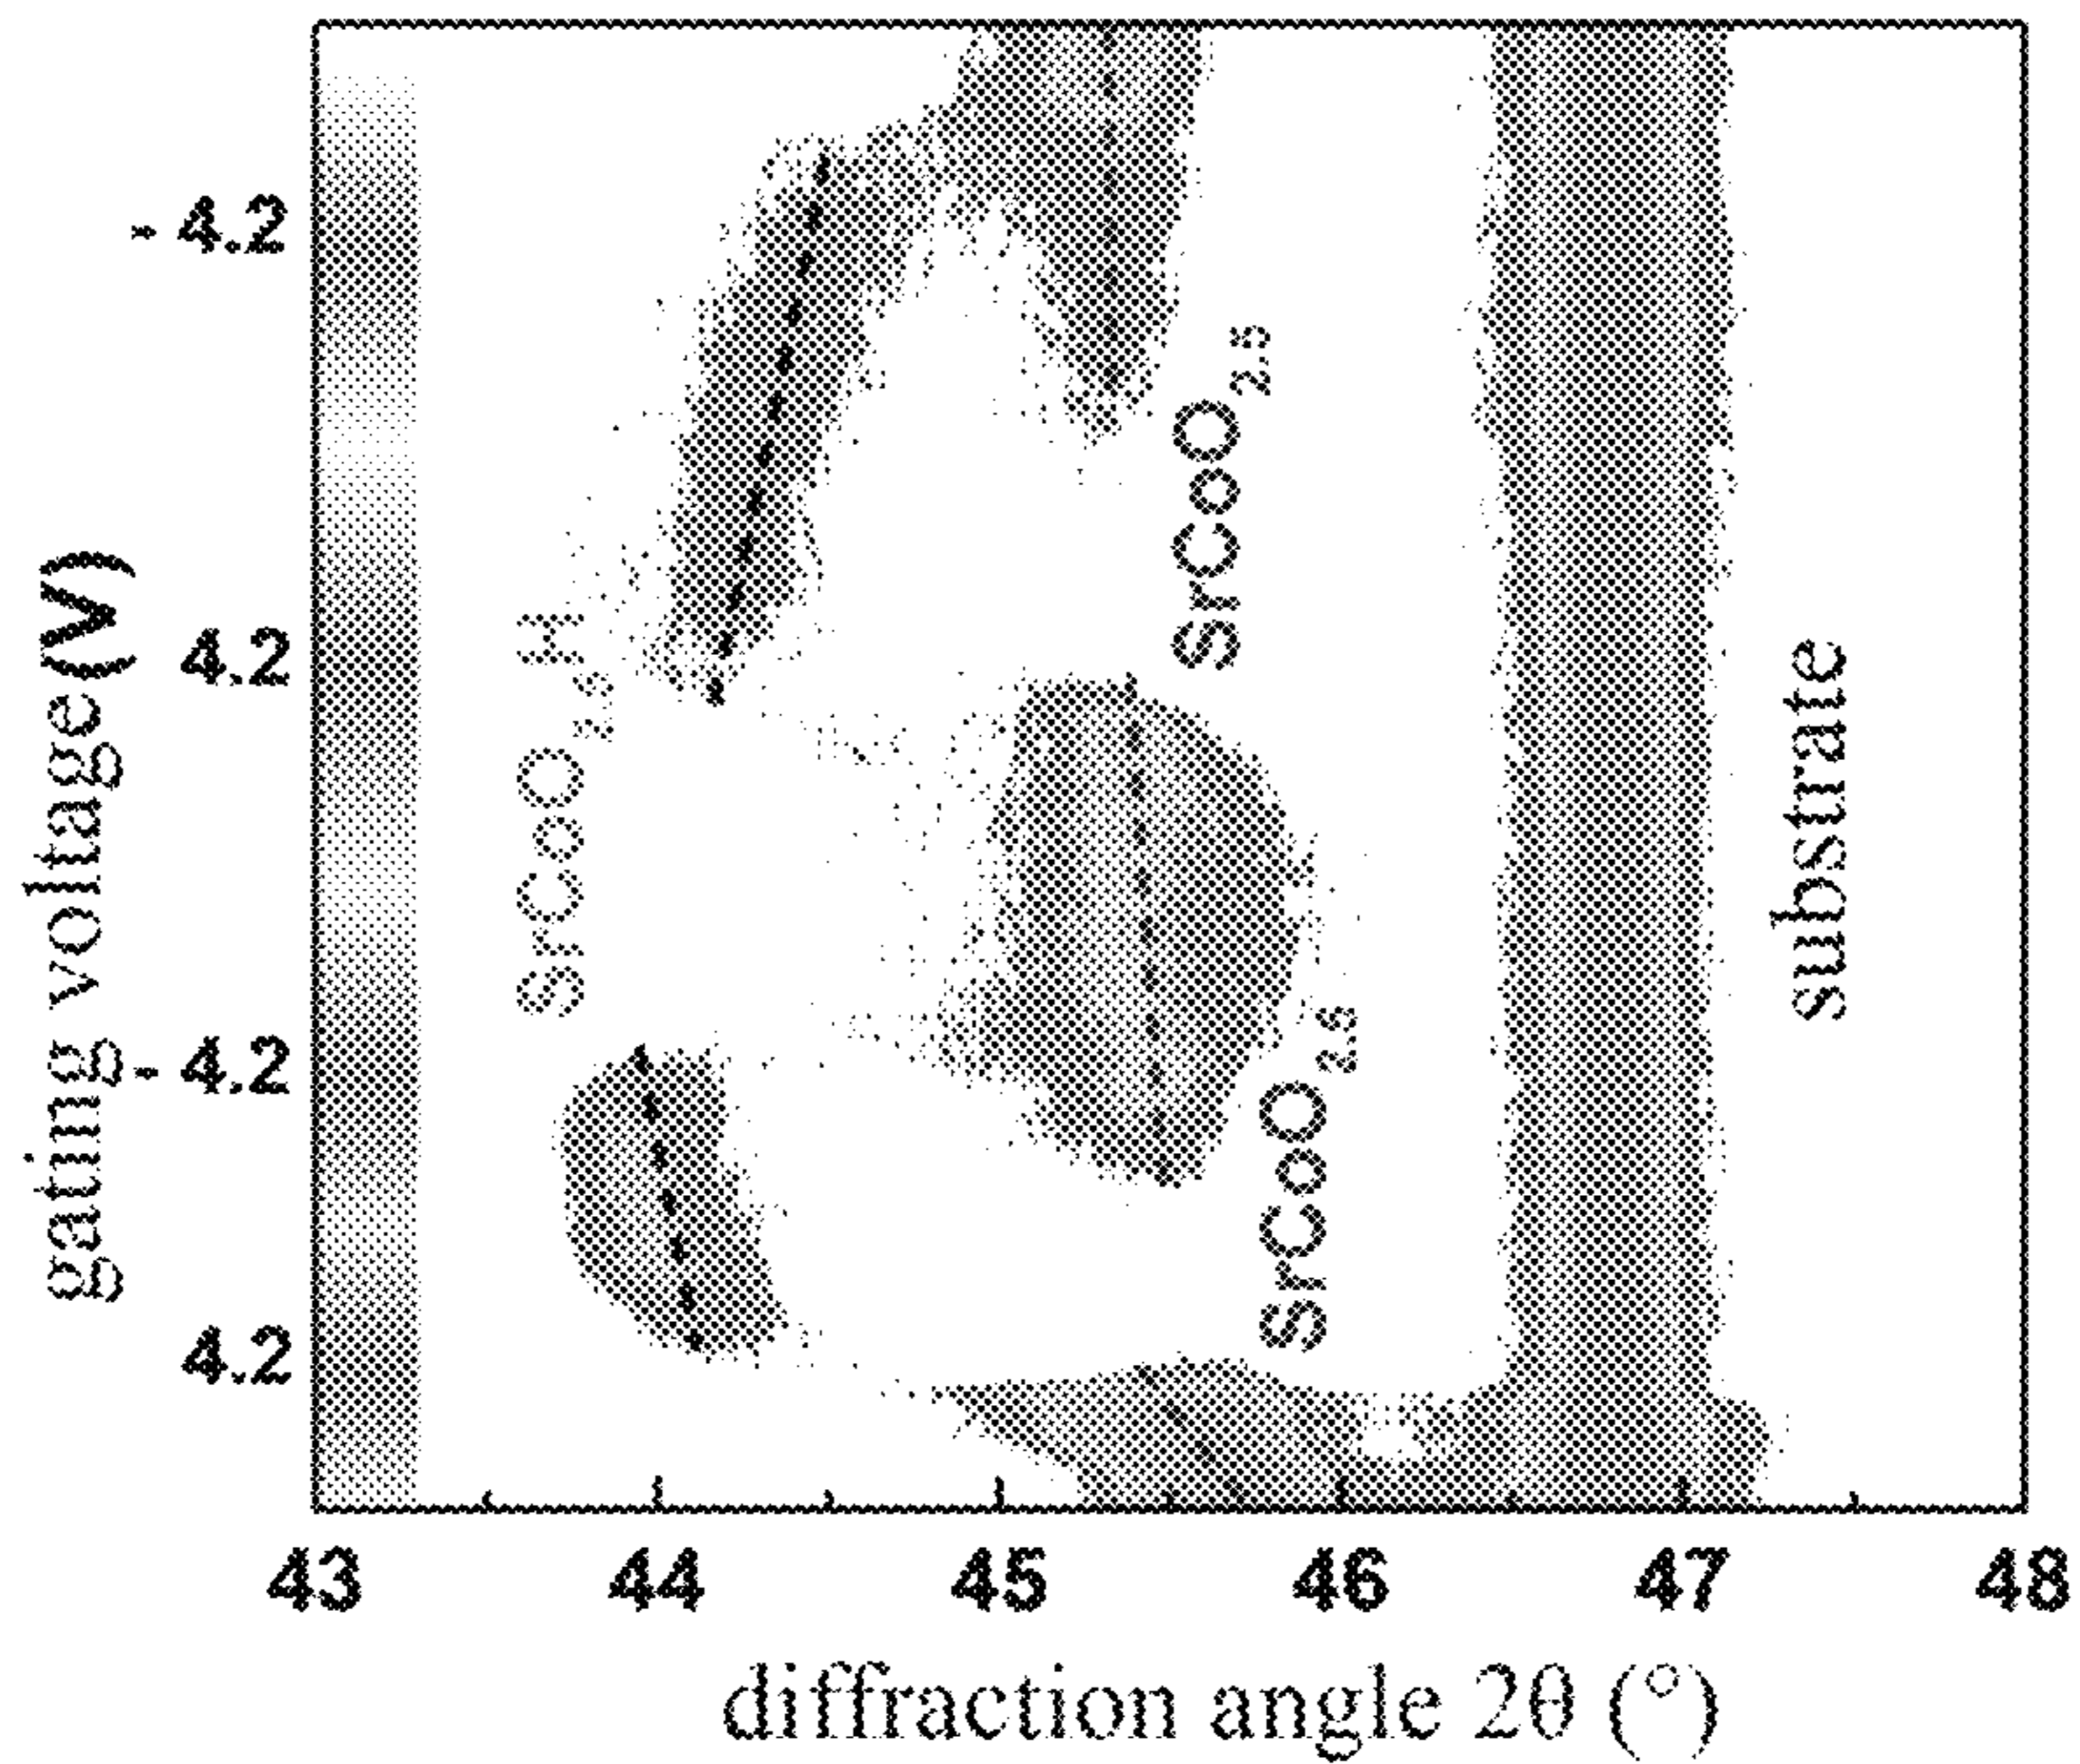 gating voltage(V)
- 4.2
4.2
- 4.2
4.2
SrCoO₂.₅H
SrCoO₂.₅
SrCoO₂.₅
substrate
43 44 45 46 47 48
diffraction angle 2θ (°)